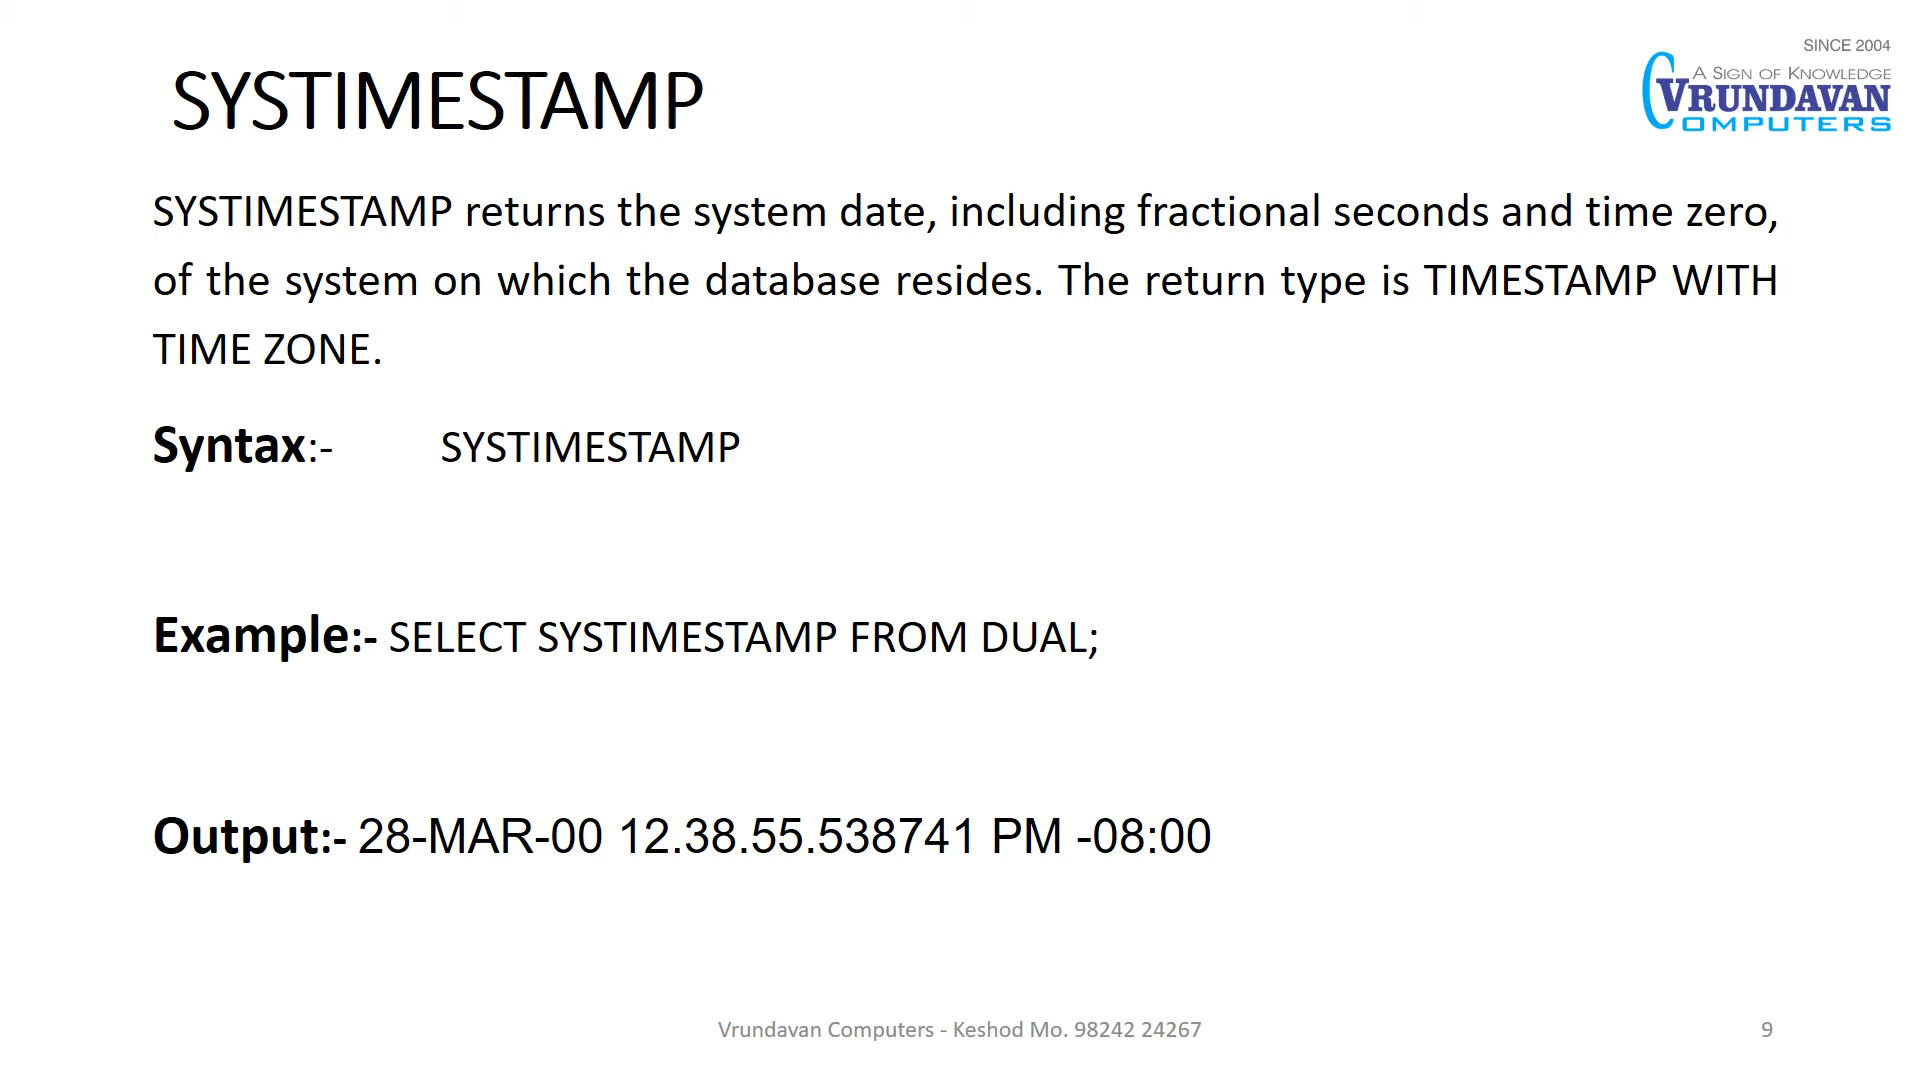 SYSTIMESTAMP
SINCE 2004
A SIGN OF KNOWLEDGE
VRUNDAVAN
COMPUTERS
SYSTIMESTAMP returns the system date, including fractional seconds and time zero,
of the system on which the database resides. The return type is TIMESTAMP WITH
TIME ZONE.
Syntax:- SYSTIMESTAMP
Example:- SELECT SYSTIMESTAMP FROM DUAL;
Output:- 28-MAR-00 12.38.55.538741 PM -08:00
Vrundavan Computers - Keshod Mo. 98242 24267
9